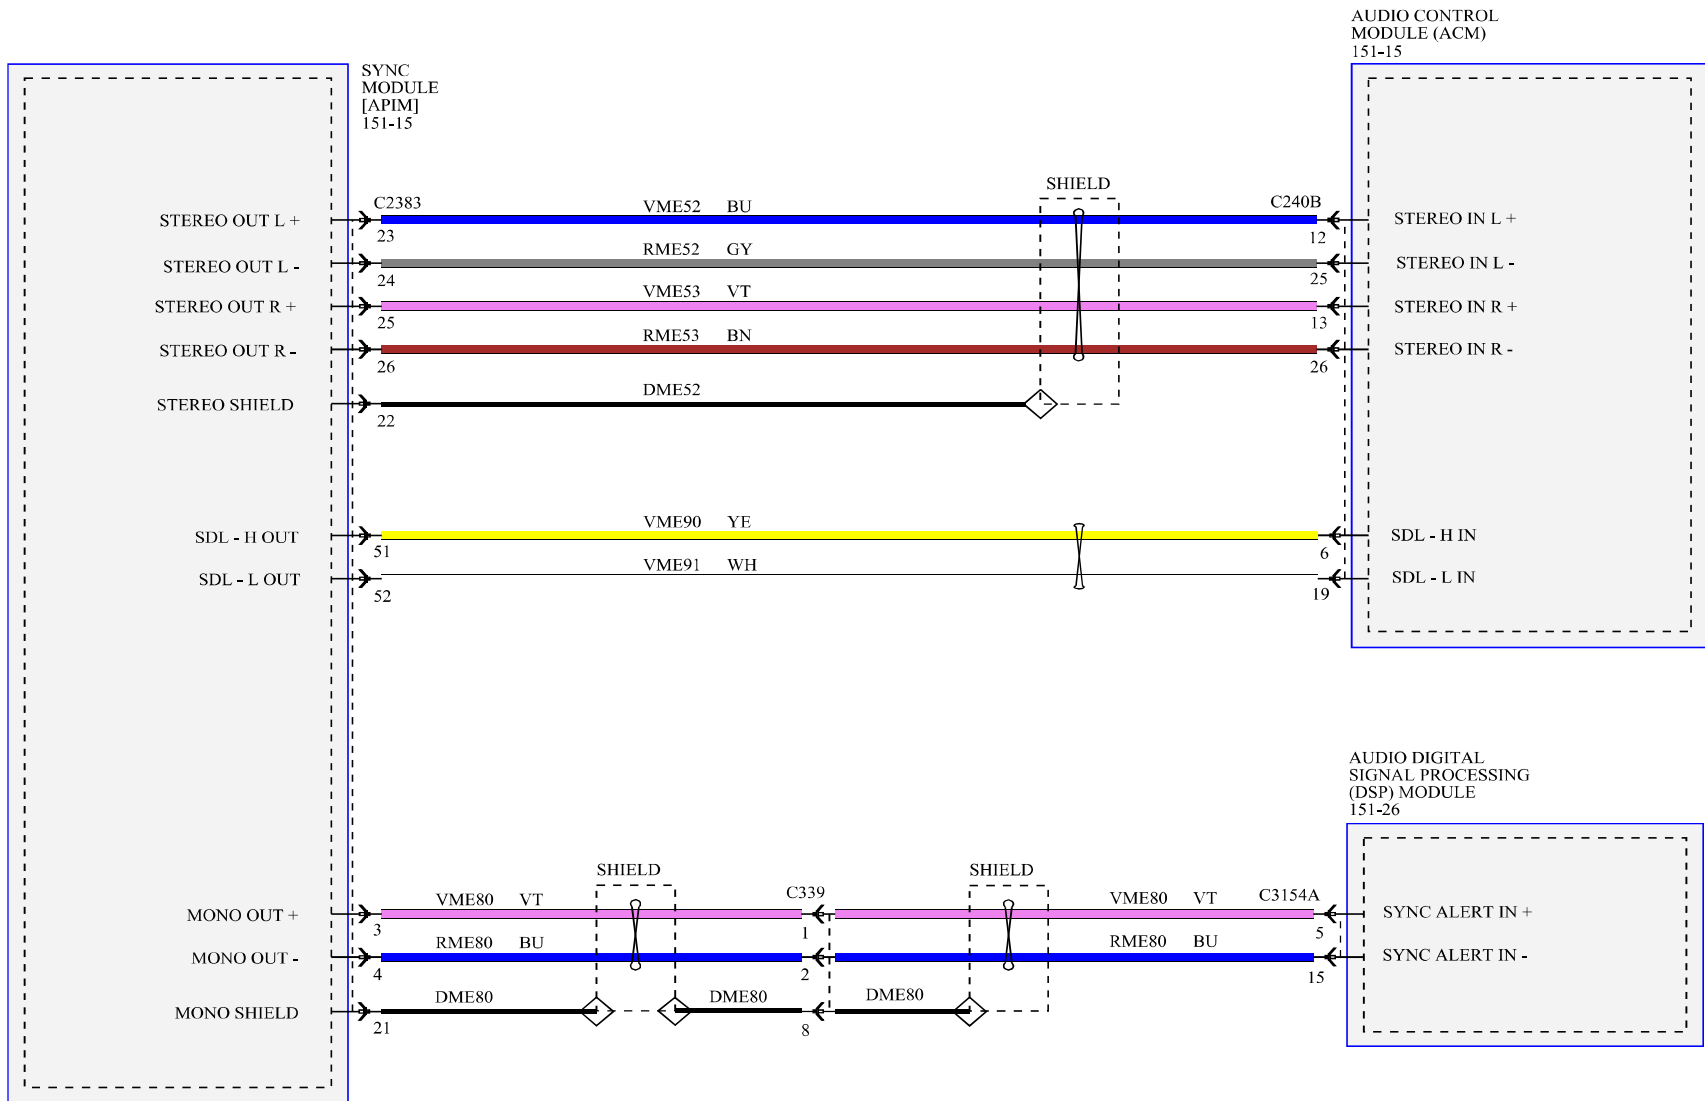 AUDIO CONTROL
MODULE (ACM)
151-15
SYNC
MODULE
[APIM]
151-15
SHIELD
C2383
VME52 BU
C240B
STEREO OUT L +
STEREO IN L +
23
12
RME52 GY
STEREO OUT L -
STEREO IN L -
24
25
VME53 VT
STEREO OUT R +
STEREO IN R +
25
13
RME53 BN
STEREO OUT R -
STEREO IN R -
26
26
DME52
STEREO SHIELD
22
VME90 YE
SDL - H OUT
SDL - H IN
51
6
VME91 WH
SDL - L OUT
SDL - L IN
52
19
AUDIO DIGITAL
SIGNAL PROCESSING
(DSP) MODULE
151-26
SHIELD
SHIELD
VME80 VT
C339
VME80 VT
C3154A
MONO OUT +
SYNC ALERT IN +
3
1
5
RME80 BU
RME80 BU
MONO OUT -
SYNC ALERT IN -
4
2
15
DME80
DME80
DME80
MONO SHIELD
21
8